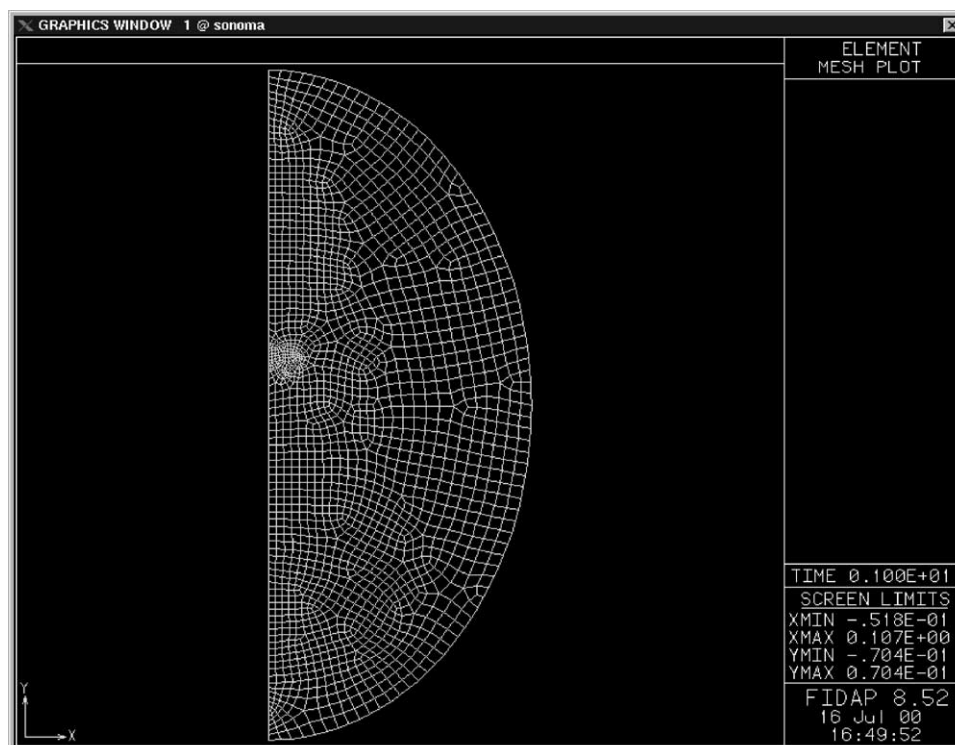 GRAPHICS WINDOW 1 @ sonoma
ELEMENT
MESH PLOT
TIME 0.100E+01
SCREEN LIMITS
XMIN -.518E-01
XMAX 0.107E+00
YMIN -.704E-01
YMAX 0.704E-01
FIDAP 8.52
16 Jul 00
16:49:52
Y
X